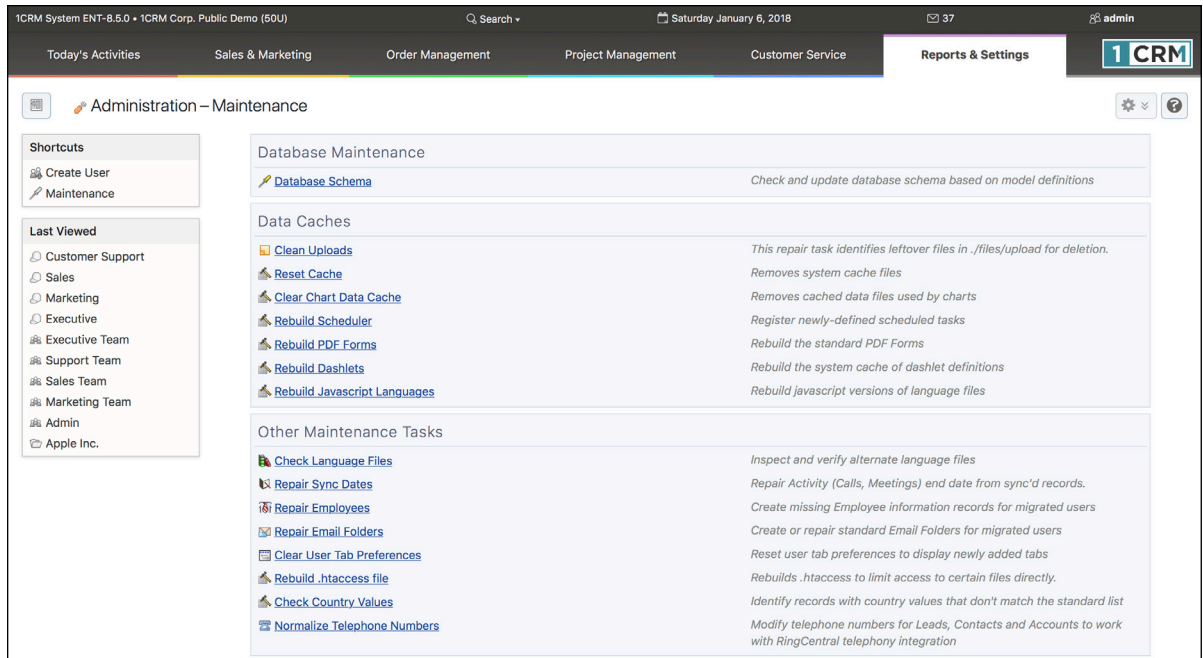 1CRM System ENT-8.5.0 • 1CRM Corp. Public Demo (50U)
Search
Saturday January 6, 2018
37
admin
Today's Activities
Sales & Marketing
Order Management
Project Management
Customer Service
Reports & Settings
1 CRM
Administration – Maintenance
Shortcuts
Create User
Maintenance
Last Viewed
Customer Support
Sales
Marketing
Executive
Executive Team
Support Team
Sales Team
Marketing Team
Admin
Apple Inc.
Database Maintenance
Database Schema Check and update database schema based on model definitions
Data Caches
Clean Uploads This repair task identifies leftover files in ./files/upload for deletion.
Reset Cache Removes system cache files
Clear Chart Data Cache Removes cached data files used by charts
Rebuild Scheduler Register newly-defined scheduled tasks
Rebuild PDF Forms Rebuild the standard PDF Forms
Rebuild Dashlets Rebuild the system cache of dashlet definitions
Rebuild Javascript Languages Rebuild javascript versions of language files
Other Maintenance Tasks
Check Language Files Inspect and verify alternate language files
Repair Sync Dates Repair Activity (Calls, Meetings) end date from sync'd records.
Repair Employees Create missing Employee information records for migrated users
Repair Email Folders Create or repair standard Email Folders for migrated users
Clear User Tab Preferences Reset user tab preferences to display newly added tabs
Rebuild .htaccess file Rebuilds .htaccess to limit access to certain files directly.
Check Country Values Identify records with country values that don't match the standard list
Normalize Telephone Numbers Modify telephone numbers for Leads, Contacts and Accounts to work
with RingCentral telephony integration